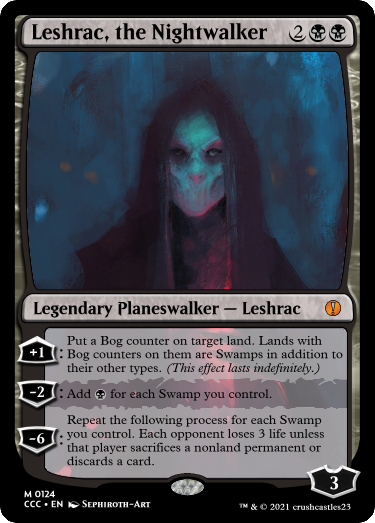 Leshrac, the Nightwalker 2
Legendary Planeswalker — Leshrac
+1: Put a Bog counter on target land. Lands with
Bog counters on them are Swamps in addition to
their other types. (This effect lasts indefinitely.)
-2: Add for each Swamp you control.
Repeat the following process for each Swamp
-6: you control. Each opponent loses 3 life unless
that player sacrifices a nonland permanent or
discards a card.
3
M 0124
CCC • EN Sephiroth-Art
™ & © 2021 crushcastles23